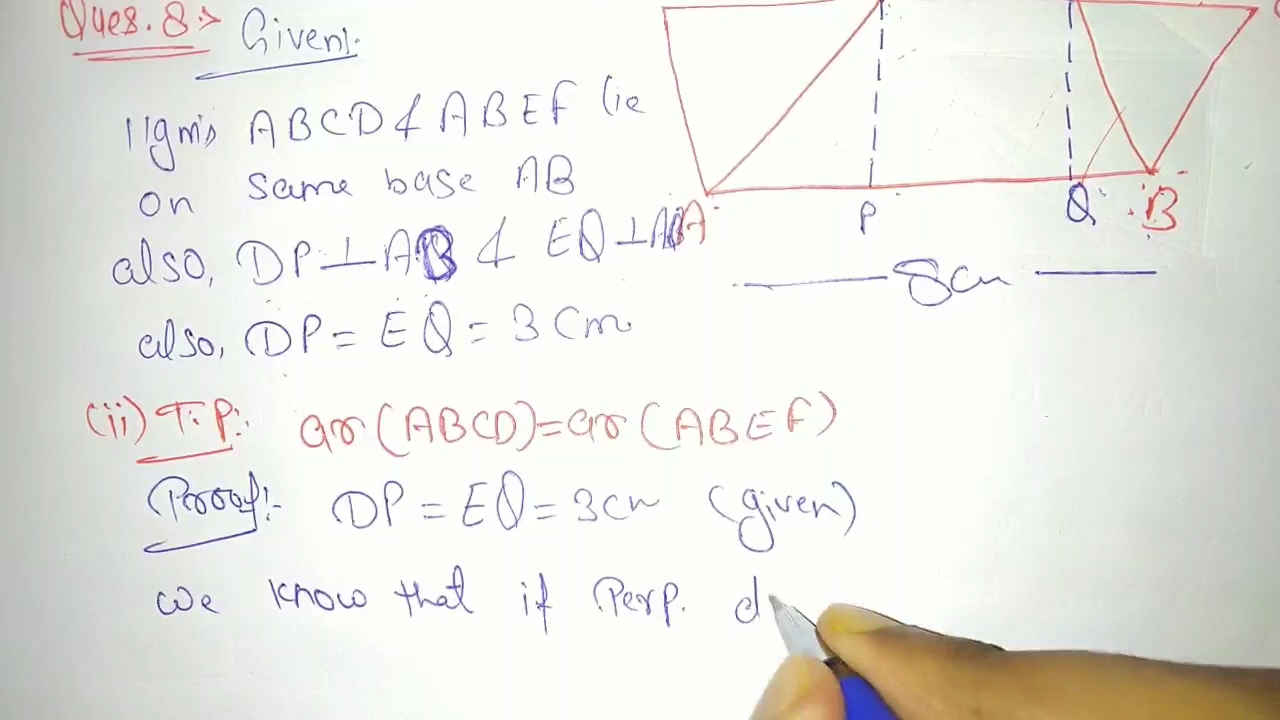 Ques. 8:> Given:
||gm's ABCD & ABEF lie
on same base AB
also, DP⊥AB & EQ⊥AB
also, DP = EQ = 3 cm
A
P
Q
B
8cm
(ii) T.P:. ar(ABCD)=ar(ABEF)
Proof:- DP = EQ = 3cm (given)
we know that if Perp. d